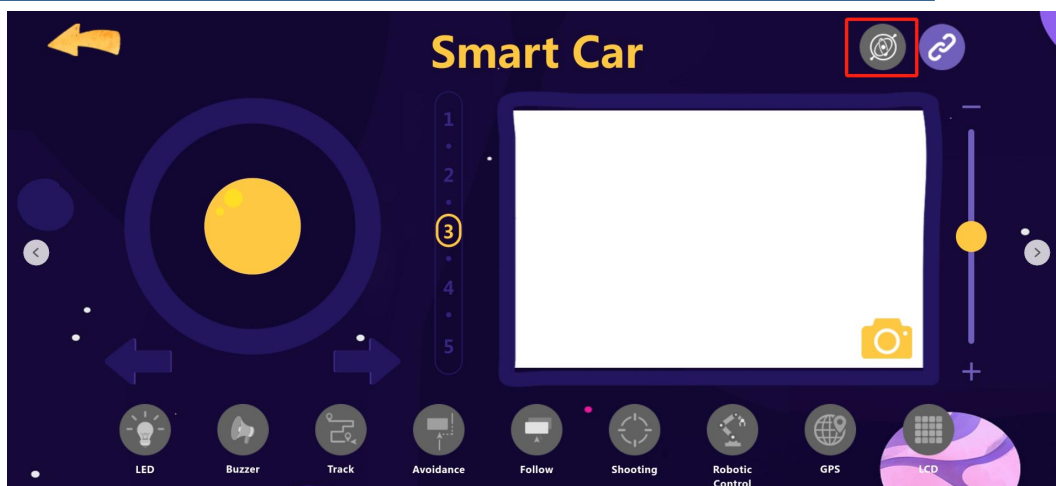 Smart Car
1
2
3
4
5
LED
Buzzer
Track
Avoidance
Follow
Shooting
Robotic
Control
GPS
LCD